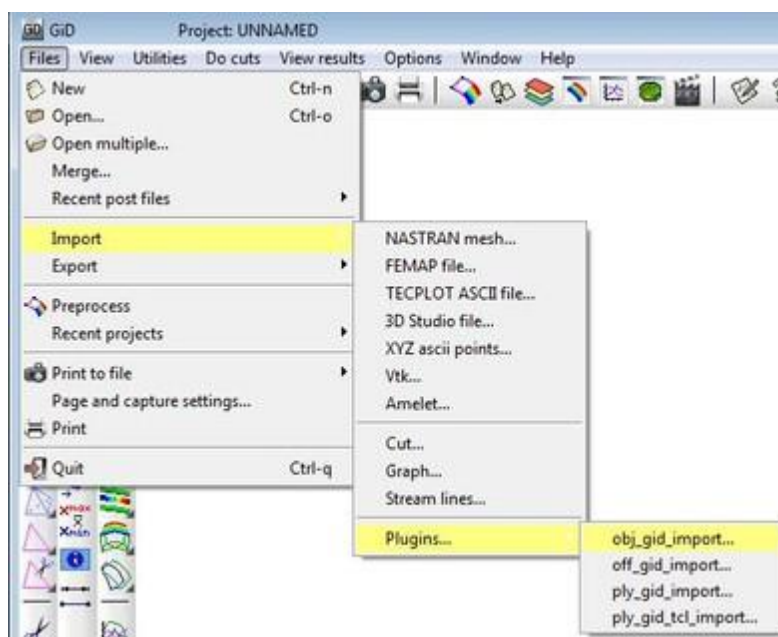 GiD Project: UNNAMED
Files View Utilities Do cuts View results Options Window Help
New Ctrl-n
Open... Ctrl-o
Open multiple...
Merge...
Recent post files
Import
Export
Preprocess
Recent projects
Print to file
Page and capture settings...
Print
Quit Ctrl-q
NASTRAN mesh...
FEMAP file...
TECPLOT ASCII file...
3D Studio file...
XYZ ascii points...
Vtk...
Amelet...
Cut...
Graph...
Stream lines...
Plugins...
obj_gid_import...
off_gid_import...
ply_gid_import...
ply_gid_tcl_import...
xmax
xmin